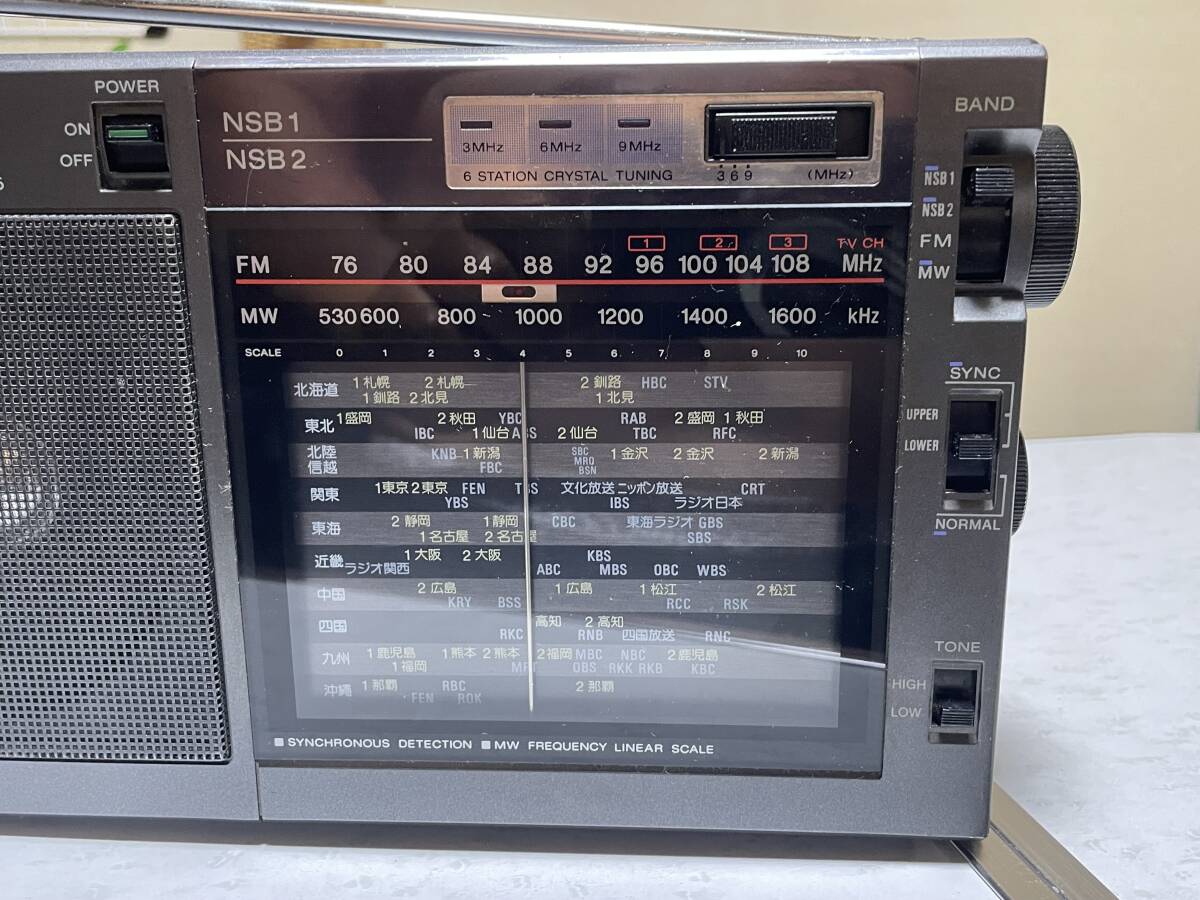 POWER
ON
OFF
NSB1
NSB2
3MHz 6MHz 9MHz
6 STATION CRYSTAL TUNING
3 6 9 (MHz)
BAND
NSB1
NSB2
FM
MW
1 2 3 TV CH
FM 76 80 84 88 92 96 100 104 108 MHz
MW 530 600 800 1000 1200 1400 1600 kHz
SCALE 0 1 2 3 4 5 6 7 8 9 10
北海道 1札幌 2札幌 2釧路 HBC STV
1釧路 2北見 1北見
東北 1盛岡 2秋田 YBC RAB 2盛岡 1秋田
IBC 1仙台 ABS 2仙台 TBC RFC
北陸 KNB 1新潟 SBC MRO BSN 1金沢 2金沢 2新潟
信越 FBC
関東 1東京 2東京 FEN TBS 文化放送 ニッポン放送 CRT
YBS IBS ラジオ日本
東海 2静岡 1静岡 CBC 東海ラジオ GBS
1名古屋 2名古屋 SBS
近畿 1大阪 2大阪 KBS
ラジオ関西 ABC MBS OBC WBS
中国 2広島 1広島 1松江 2松江
KRY BSS RCC RSK
四国 高知 2高知
RKC RNB 四国放送 RNC
九州 1鹿児島 1熊本 2熊本 2福岡 MBC NBC 2鹿児島
1福岡 OBS RKK RKB KBC
沖縄 1那覇 RBC 2那覇
FEN ROK
SYNCHRONOUS DETECTION MW FREQUENCY LINEAR SCALE
SYNC
UPPER
LOWER
NORMAL
TONE
HIGH
LOW